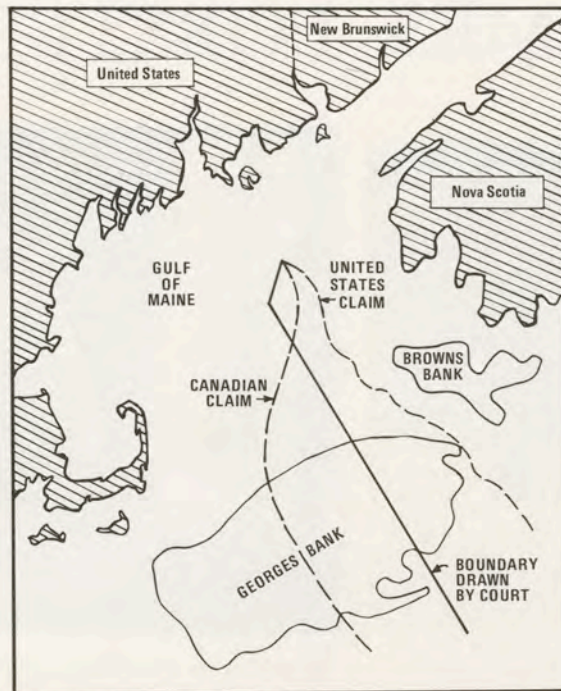 New Brunswick
United States
Nova Scotia
GULF
OF
MAINE
UNITED
STATES
CLAIM
BROWNS
BANK
CANADIAN
CLAIM
GEORGES BANK
BOUNDARY
DRAWN
BY COURT